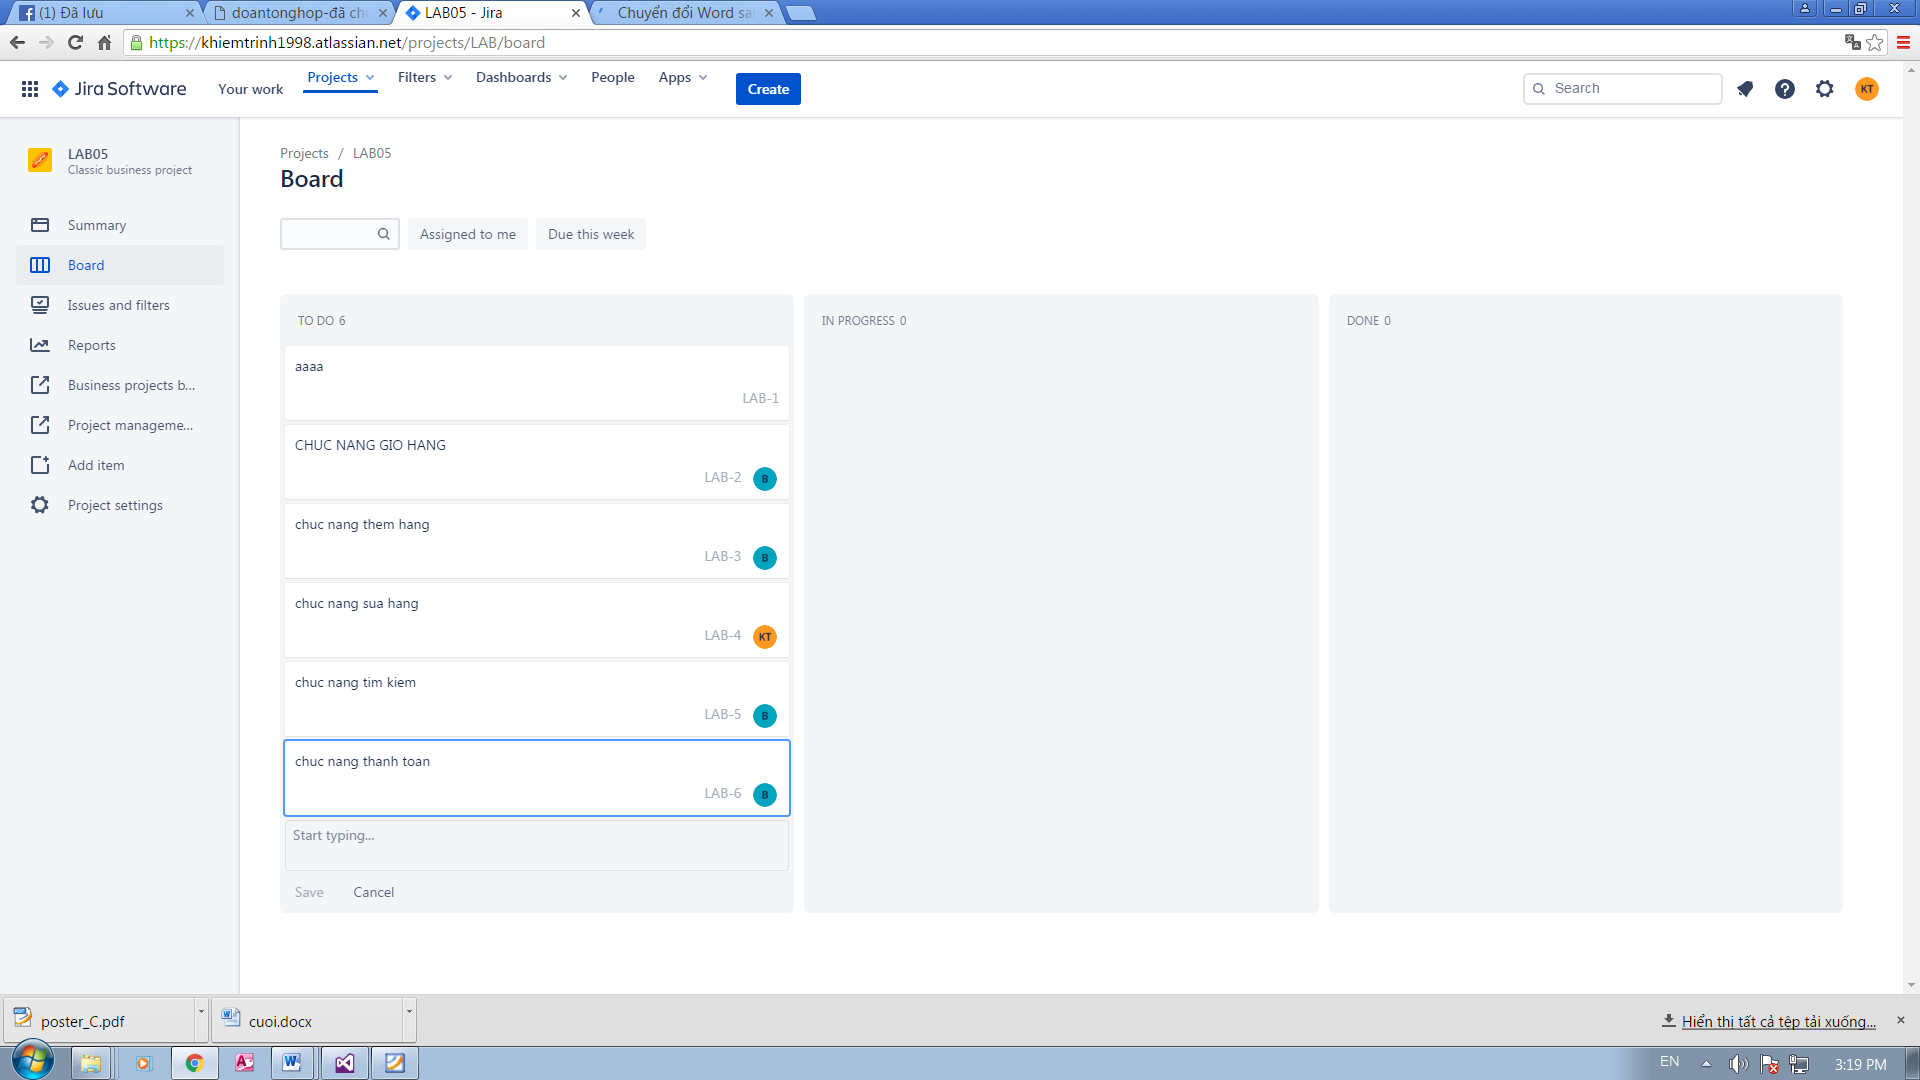 (1) Đã lưu
doantonghop-đã ch
LAB05 - Jira
Chuyển đổi Word sa
https://khiemtrinh1998.atlassian.net/projects/LAB/board
Jira Software
Your work
Projects
Filters
Dashboards
People
Apps
Create
Search
KT
LAB05
Classic business project
Summary
Board
Issues and filters
Reports
Business projects b...
Project manageme...
Add item
Project settings
Projects / LAB05
Board
Assigned to me
Due this week
TO DO 6
aaaa
LAB-1
CHUC NANG GIO HANG
LAB-2 B
chuc nang them hang
LAB-3 B
chuc nang sua hang
LAB-4 KT
chuc nang tim kiem
LAB-5 B
chuc nang thanh toan
LAB-6 B
Start typing...
Save Cancel
IN PROGRESS 0
DONE 0
poster_C.pdf
cuoi.docx
Hiển thị tất cả tệp tải xuống...
EN
3:19 PM